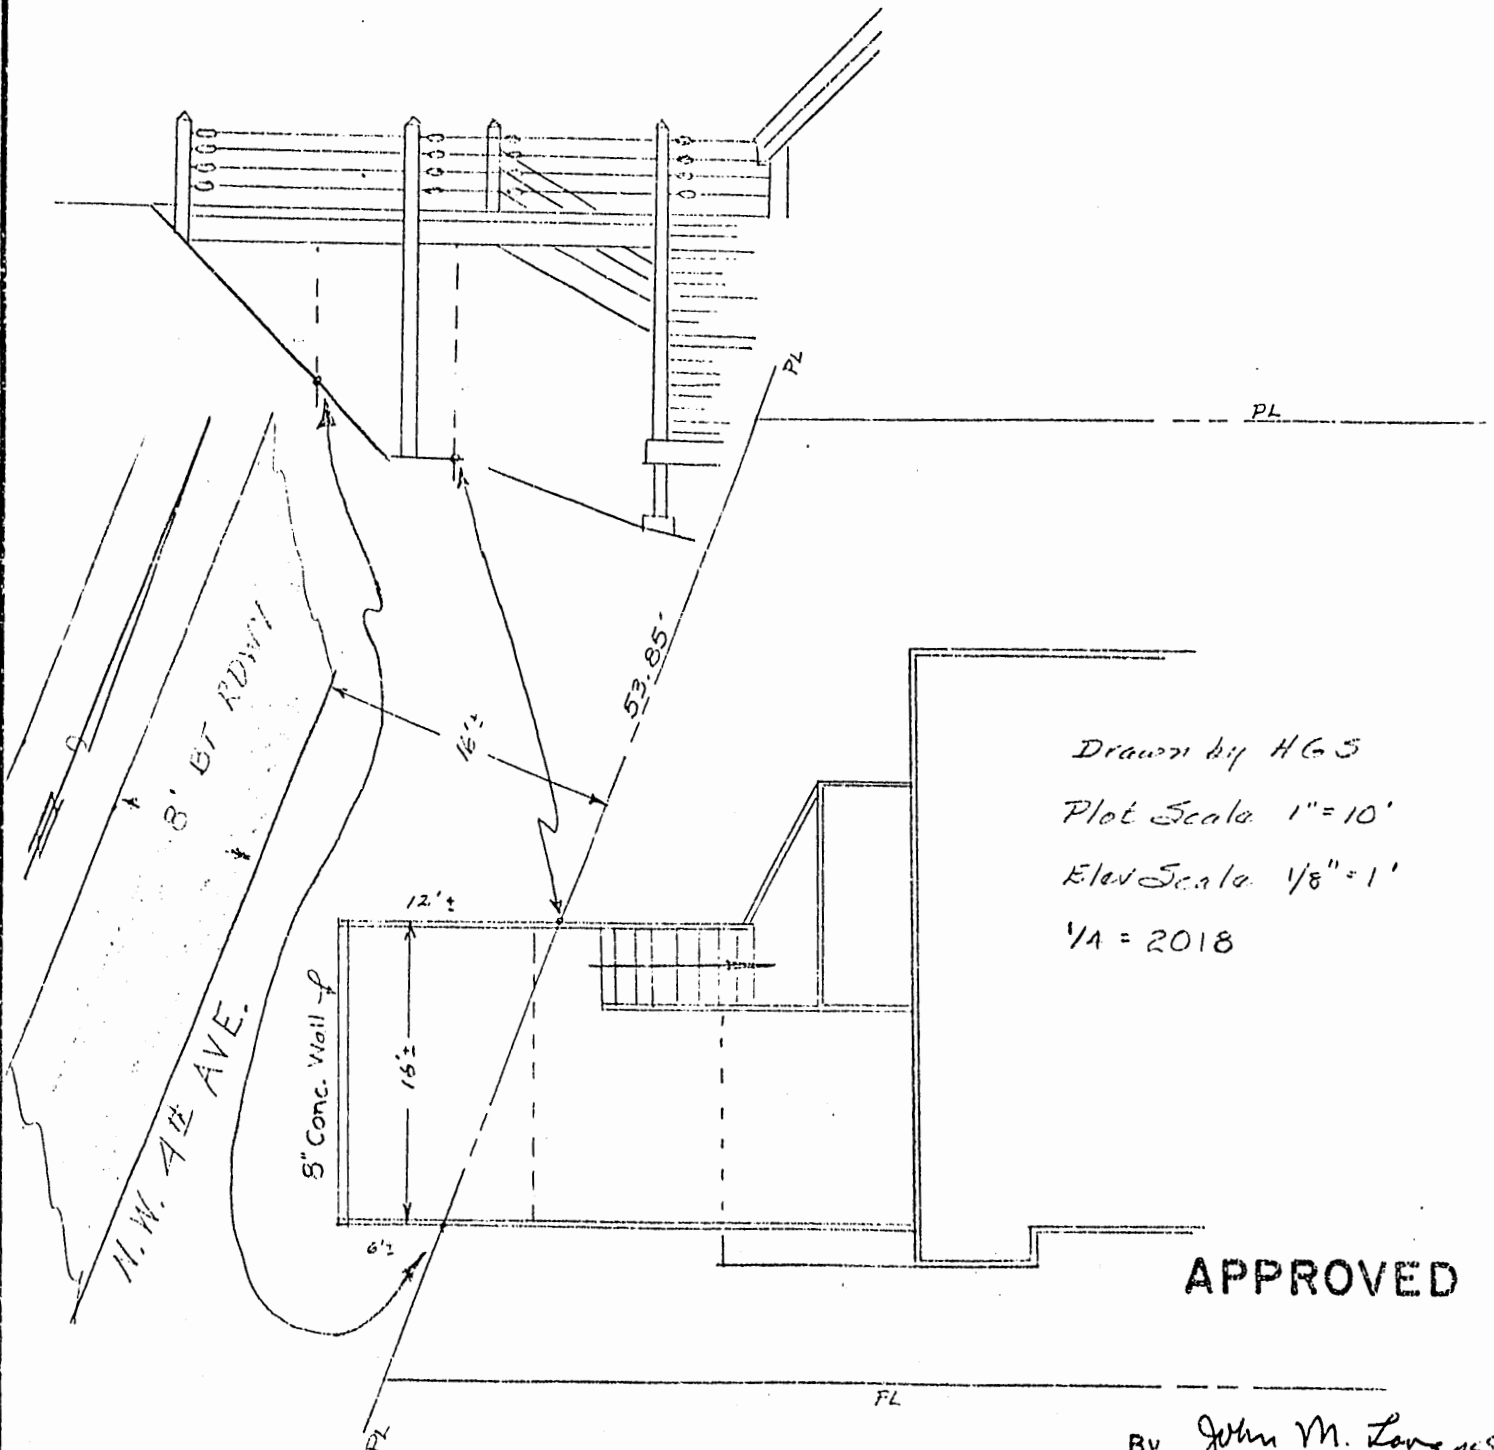 PL
PL
53.85'
8' BT RDWY
16'±
Drawn by HGS
Plot Scale 1"=10'
Elev Scale 1/8"=1'
1/4 = 2018
12'±
8" Conc. Wall
16'±
N.W. 4th AVE.
6'±
APPROVED
PL
PL
By John M.